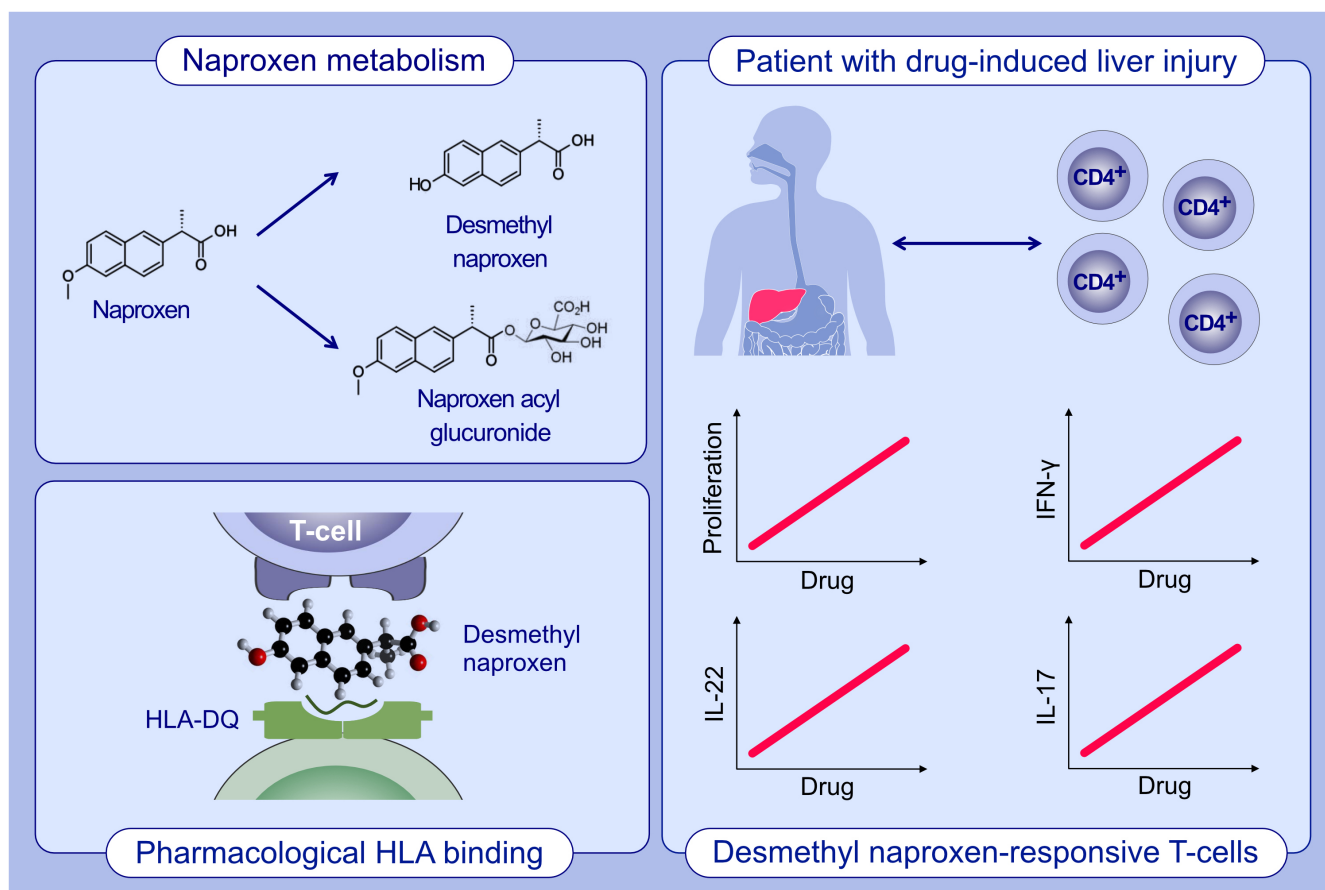 Naproxen metabolism
OH
O
O
Naproxen
OH
O
HO
Desmethyl
naproxen
CO₂H
O
O
OH
OH
O
OH
O
Naproxen acyl
glucuronide
T-cell
Desmethyl
naproxen
HLA-DQ
Pharmacological HLA binding
Patient with drug-induced liver injury
CD4⁺
CD4⁺
CD4⁺
CD4⁺
Proliferation
Drug
IFN-γ
Drug
IL-22
Drug
IL-17
Drug
Desmethyl naproxen-responsive T-cells